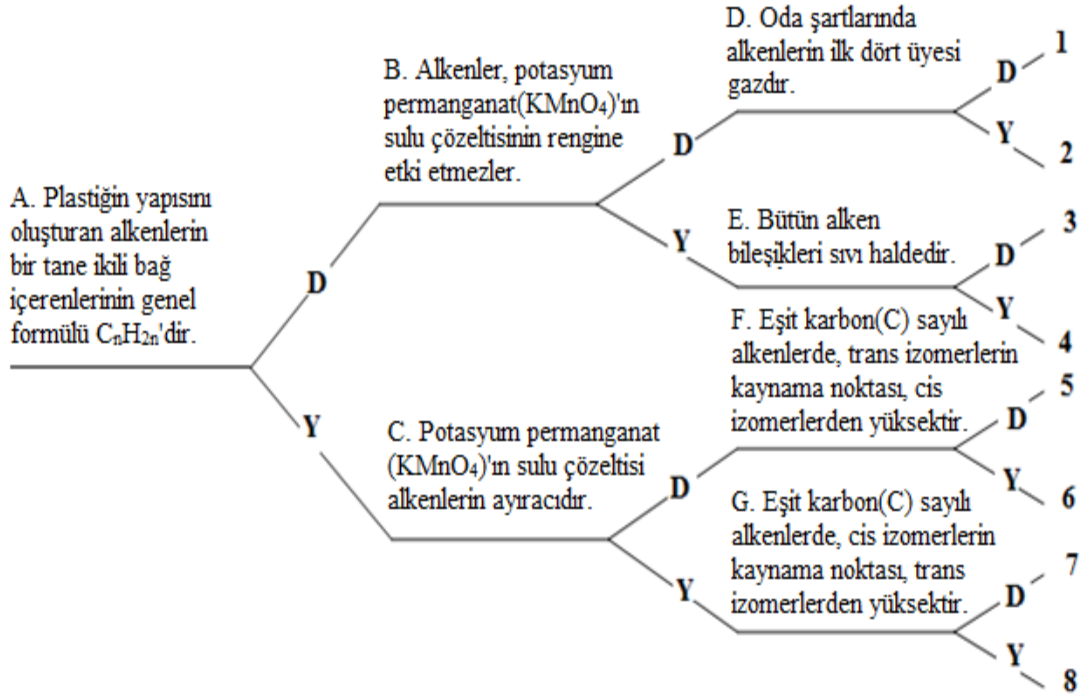 A. Plastiğin yapısını
oluşturan alkenlerin
bir tane ikili bağ
içerenlerinin genel
formülü CnH2n'dir.
D
Y
B. Alkenler, potasyum
permanganat(KMnO4)'ın
sulu çözeltisinin rengine
etki etmezler.
D
Y
C. Potasyum permanganat
(KMnO4)'ın sulu çözeltisi
alkenlerin ayıracıdır.
D
Y
D. Oda şartlarında
alkenlerin ilk dört üyesi
gazdır.
D
1
Y
2
E. Bütün alken
bileşikleri sıvı haldedir.
D
3
Y
4
F. Eşit karbon(C) sayılı
alkenlerde, trans izomerlerin
kaynama noktası, cis
izomerlerden yüksektir.
D
5
Y
6
G. Eşit karbon(C) sayılı
alkenlerde, cis izomerlerin
kaynama noktası, trans
izomerlerden yüksektir.
D
7
Y
8